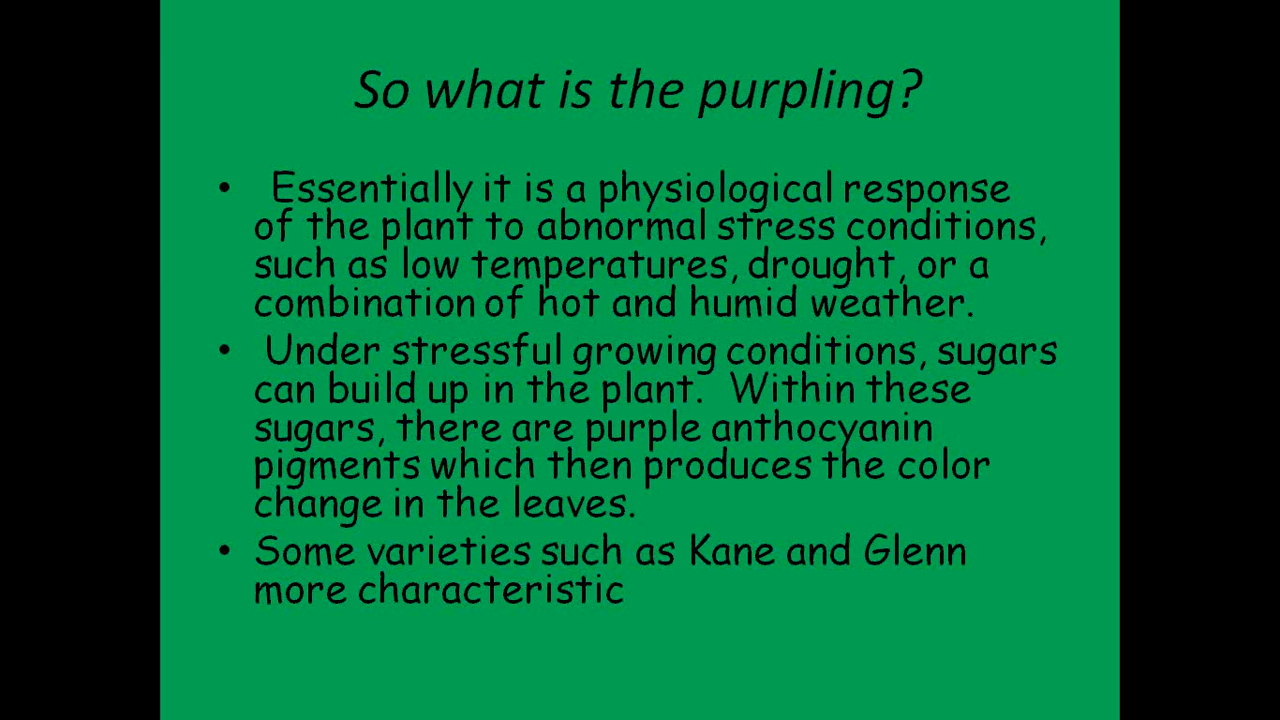 So what is the purpling?
• Essentially it is a physiological response
of the plant to abnormal stress conditions,
such as low temperatures, drought, or a
combination of hot and humid weather.
• Under stressful growing conditions, sugars
can build up in the plant.  Within these
sugars, there are purple anthocyanin
pigments which then produces the color
change in the leaves.
• Some varieties such as Kane and Glenn
more characteristic